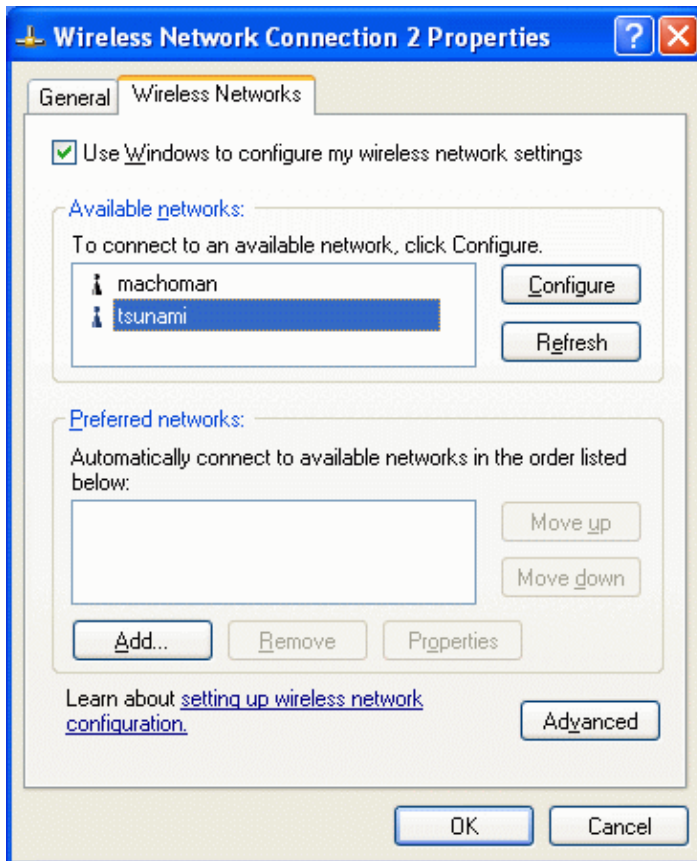 Wireless Network Connection 2 Properties
General Wireless Networks
Use Windows to configure my wireless network settings
Available networks:
To connect to an available network, click Configure.
machoman
tsunami
Configure
Refresh
Preferred networks:
Automatically connect to available networks in the order listed
below:
Move up
Move down
Add... Remove Properties
Learn about setting up wireless network
configuration.
Advanced
OK Cancel